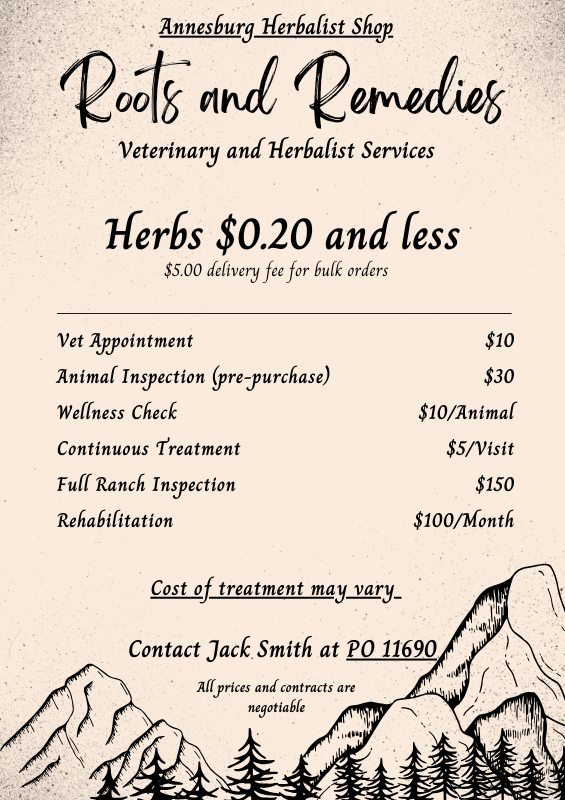 Annesburg Herbalist Shop
Roots and Remedies
Veterinary and Herbalist Services
Herbs $0.20 and less
$5.00 delivery fee for bulk orders
Vet Appointment $10
Animal Inspection (pre-purchase) $30
Wellness Check $10/Animal
Continuous Treatment $5/Visit
Full Ranch Inspection $150
Rehabilitation $100/Month
Cost of treatment may vary
Contact Jack Smith at PO 11690
All prices and contracts are
negotiable